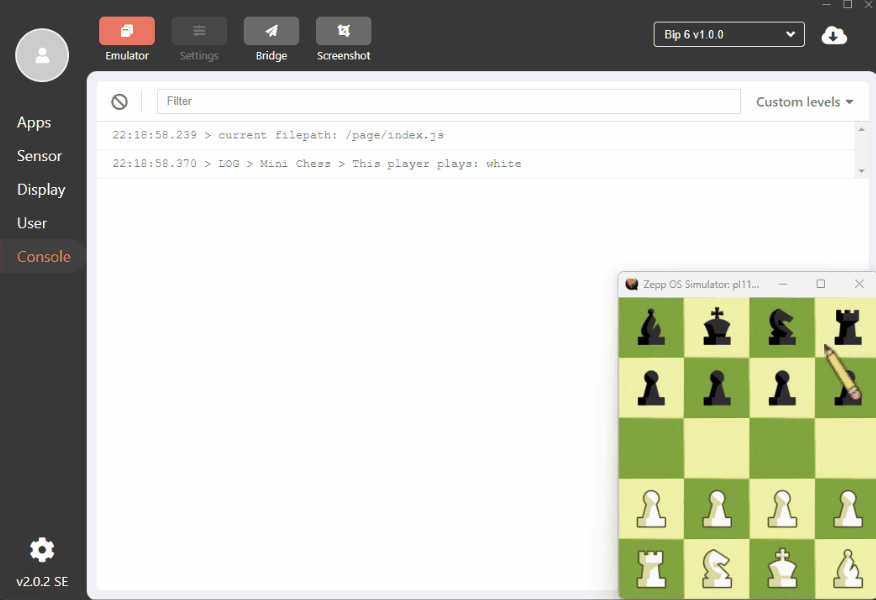 Emulator
Settings
Bridge
Screenshot
Bip 6 v1.0.0
Apps
Sensor
Display
User
Console
v2.0.2 SE
Filter
Custom levels
22:18:58.239 > current filepath: /page/index.js
22:18:58.370 > LOG > Mini Chess > This player plays: white
Zepp OS Simulator: pl11...